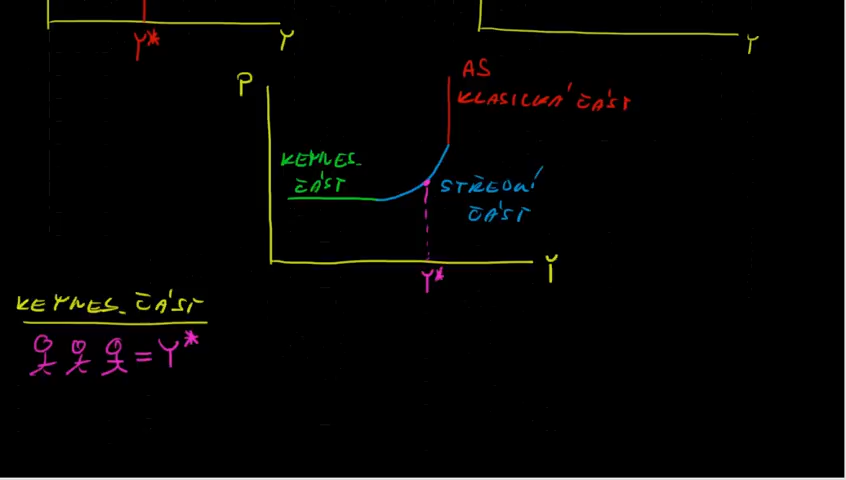 Y*
Y
Y
P
AS
KLASICKÁ ČÁST
KEYNES.
ČÁST
STŘEDNÍ
ČÁST
Y*
Y
KEYNES. ČÁST
= Y*